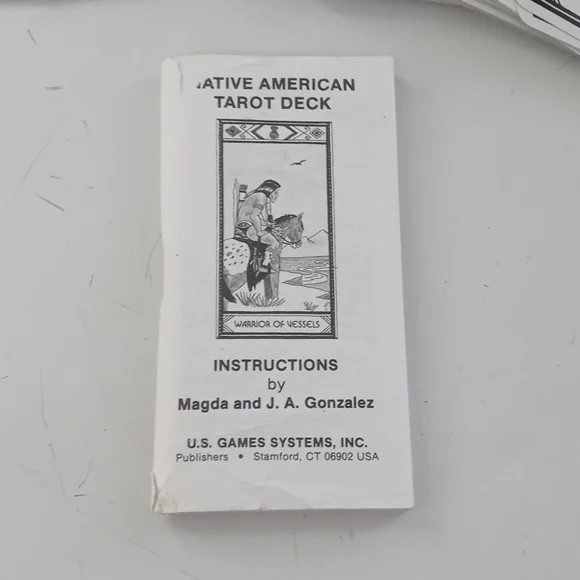 NATIVE AMERICAN
TAROT DECK
WARRIOR OF VESSELS
INSTRUCTIONS
by
Magda and J. A. Gonzalez
U.S. GAMES SYSTEMS, INC.
Publishers • Stamford, CT 06902 USA